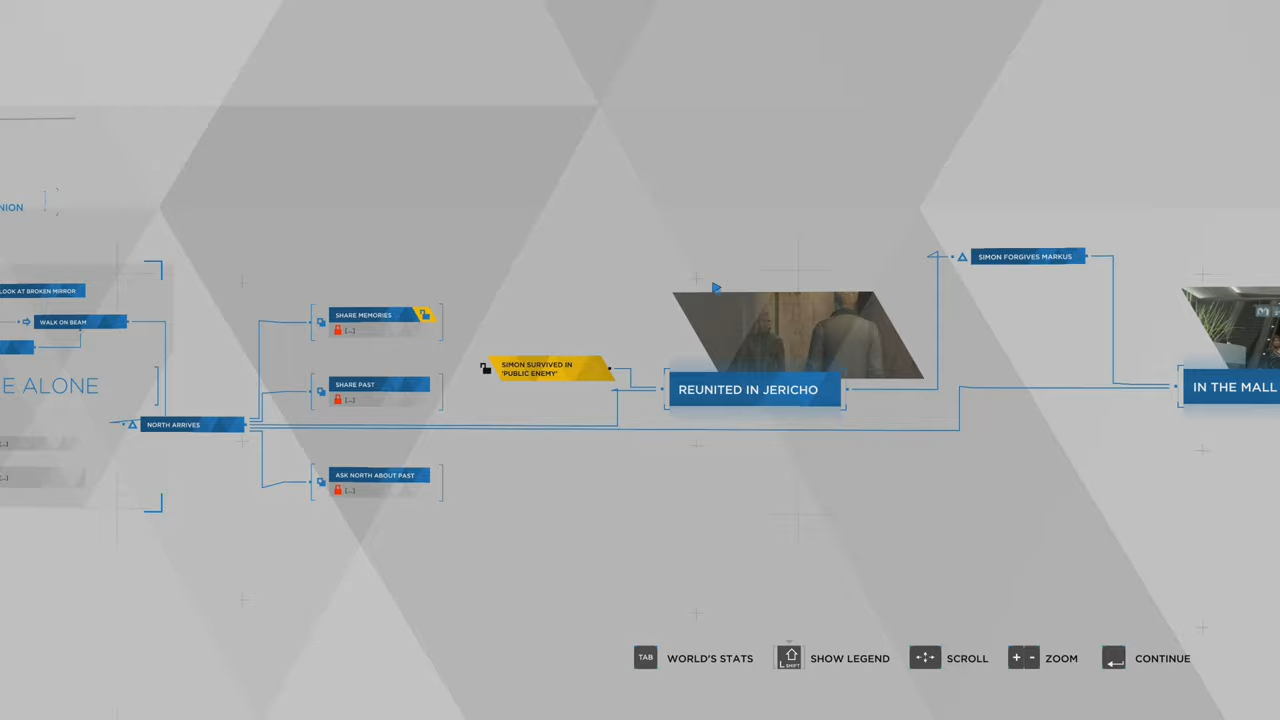 NION
LOOK AT BROKEN MIRROR
WALK ON BEAM
E ALONE
NORTH ARRIVES
[...]
[...]
SHARE MEMORIES
[...]
SHARE PAST
[...]
ASK NORTH ABOUT PAST
[...]
SIMON SURVIVED IN
'PUBLIC ENEMY'
REUNITED IN JERICHO
SIMON FORGIVES MARKUS
IN THE MALL
TAB WORLD'S STATS
L SHIFT SHOW LEGEND
SCROLL
+ - ZOOM
CONTINUE